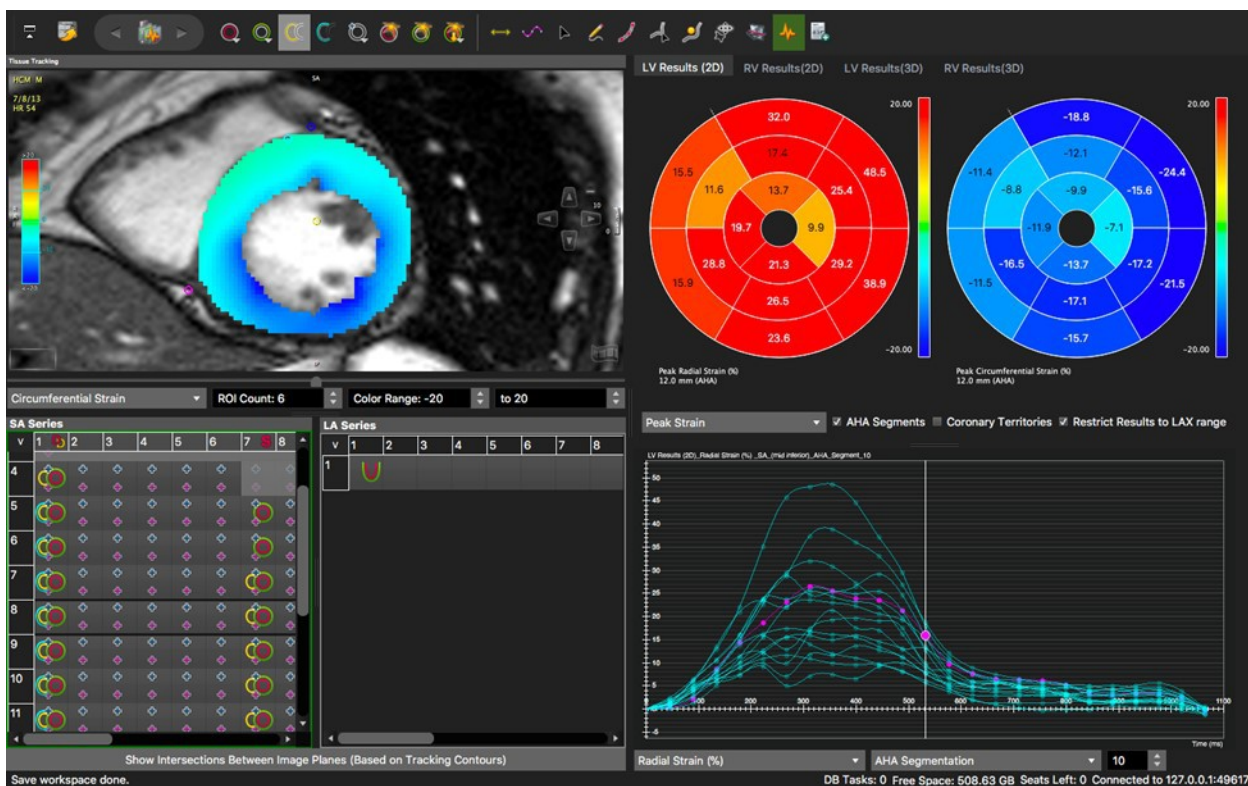 Tissue Tracking
HCM M
7/8/13
HR 54
SA
>20
<-20
10
0
Circumferential Strain
ROI Count: 6
Color Range: -20
to 20
SA Series
v 1 2 3 4 5 6 7 8
4
5
6
7
8
9
10
11
LA Series
v 1 2 3 4 5 6 7 8
1
Show Intersections Between Image Planes (Based on Tracking Contours)
Save workspace done.
LV Results (2D) RV Results(2D) LV Results(3D) RV Results(3D)
32.0
15.5
17.4
48.5
11.6
13.7
25.4
19.7
9.9
28.8
21.3
29.2
15.9
26.5
38.9
23.6
20.00
-20.00
Peak Radial Strain (%)
12.0 mm (AHA)
-18.8
-11.4
-12.1
-24.4
-8.8
-9.9
-15.6
-11.9
-7.1
-16.5
-13.7
-17.2
-11.5
-17.1
-21.5
-15.7
20.00
-20.00
Peak Circumferential Strain (%)
12.0 mm (AHA)
Peak Strain
AHA Segments
Coronary Territories
Restrict Results to LAX range
LV Results (2D)_Radial Strain (%) _SA_(mid inferior)_AHA_Segment_10
50
45
40
35
30
25
20
15
10
5
0
-5
100 200 300 400 500 600 700 800 900 1000 1100
Time (ms)
Radial Strain (%)
AHA Segmentation
10
DB Tasks: 0 Free Space: 508.63 GB Seats Left: 0 Connected to 127.0.0.1:49617